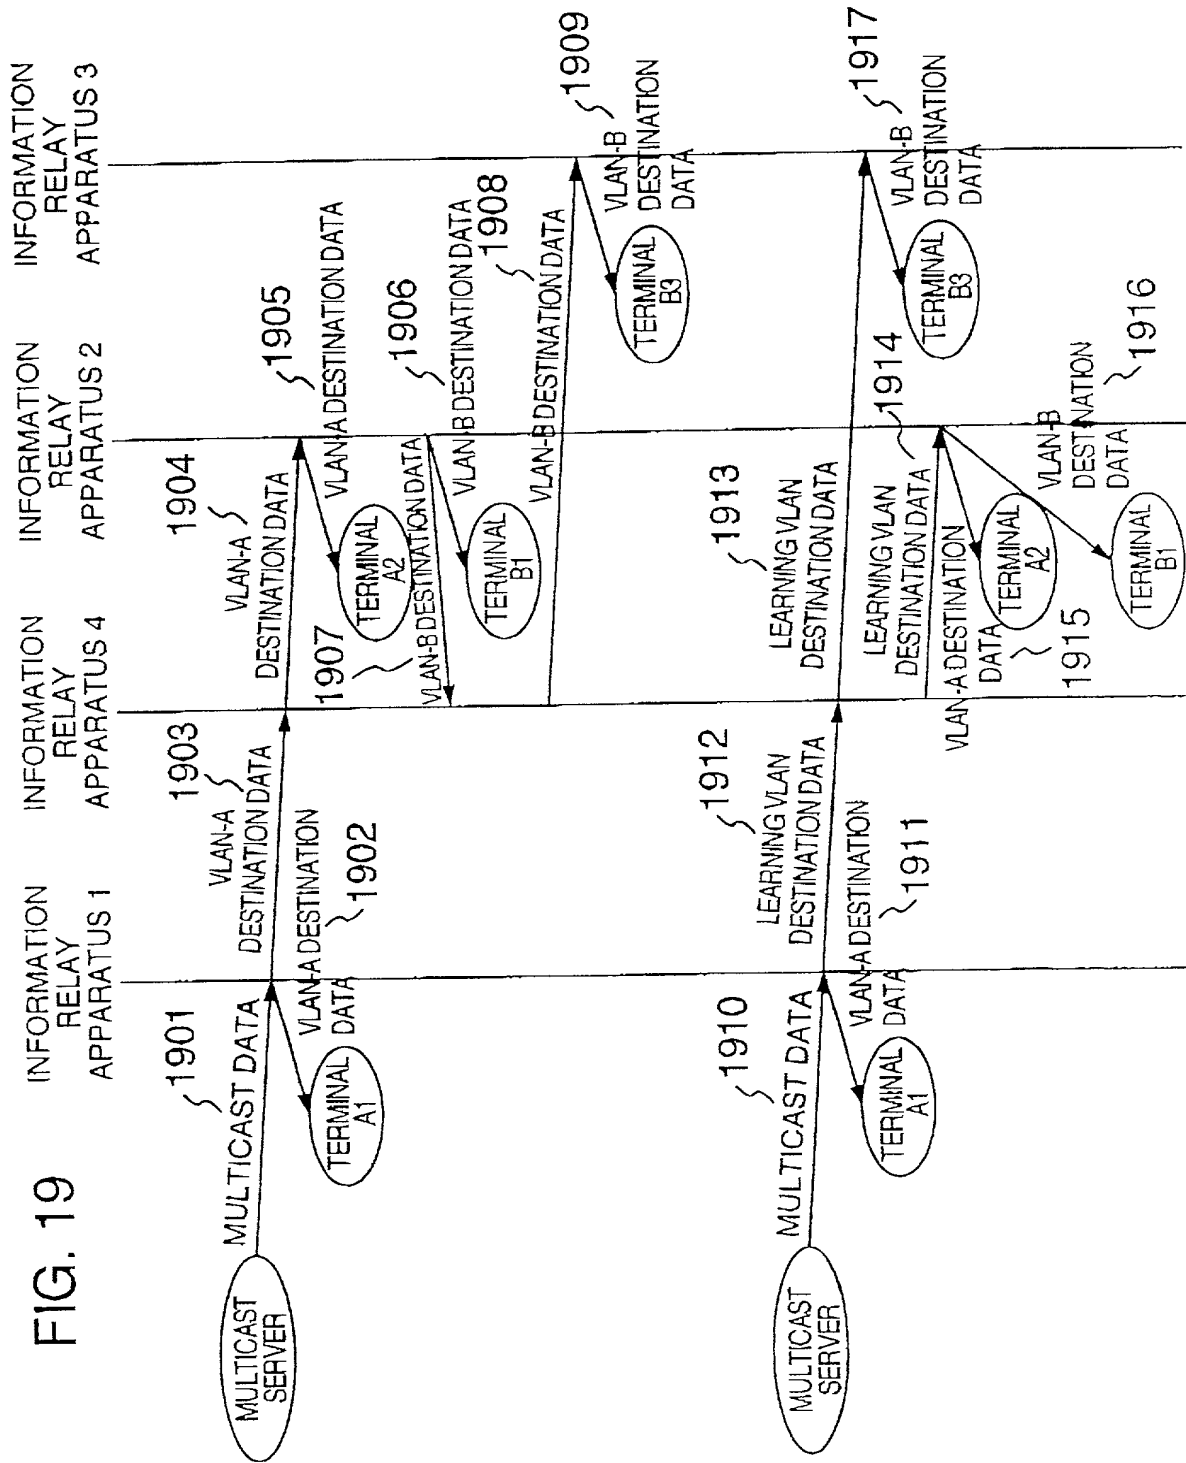 FIG. 19
INFORMATION
RELAY
APPARATUS 1
INFORMATION
RELAY
APPARATUS 4
INFORMATION
RELAY
APPARATUS 2
INFORMATION
RELAY
APPARATUS 3
MULTICAST
SERVER
MULTICAST DATA
1901
TERMINAL
A1
VLAN-A DESTINATION
DATA
1902
VLAN-A
DESTINATION DATA
1903
VLAN-A
DESTINATION DATA
1904
TERMINAL
A2
VLAN-A DESTINATION DATA
1905
1907
VLAN-B DESTINATION DATA
TERMINAL
B1
VLAN-B DESTINATION DATA
1906
VLAN-B DESTINATION DATA
1908
TERMINAL
B3
VLAN-B
DESTINATION
DATA
1909
MULTICAST
SERVER
MULTICAST DATA
1910
TERMINAL
A1
VLAN-A DESTINATION
DATA
1911
LEARNING VLAN
DESTINATION DATA
1912
LEARNING VLAN
DESTINATION DATA
1913
TERMINAL
B3
VLAN-B
DESTINATION
DATA
1917
LEARNING VLAN
DESTINATION DATA
1914
VLAN-A DESTINATION
DATA
1915
TERMINAL
A2
TERMINAL
B1
VLAN-B
DESTINATION
DATA
1916